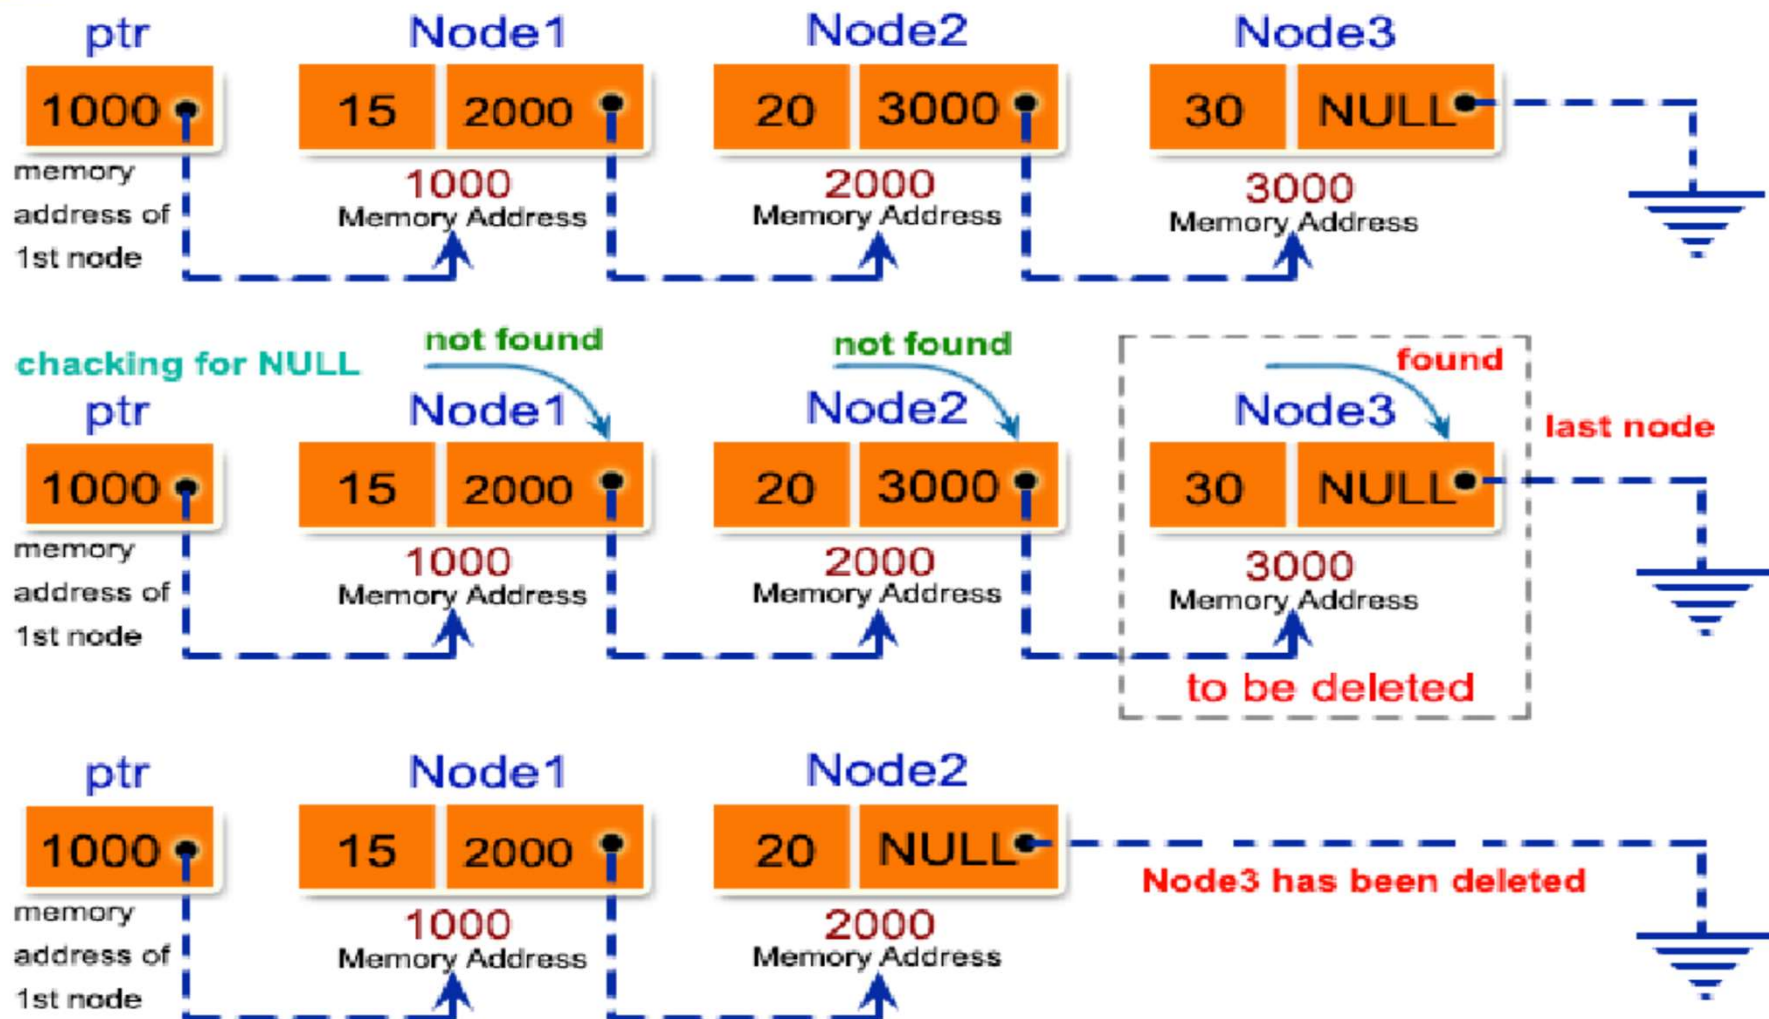 ptr Node1 Node2 Node3
1000 15 2000 20 3000 30 NULL
memory address of 1st node
1000 Memory Address
2000 Memory Address
3000 Memory Address
chacking for NULL
not found
not found
found
ptr Node1 Node2 Node3
last node
1000 15 2000 20 3000 30 NULL
memory address of 1st node
1000 Memory Address
2000 Memory Address
3000 Memory Address
to be deleted
ptr Node1 Node2
1000 15 2000 20 NULL
Node3 has been deleted
memory address of 1st node
1000 Memory Address
2000 Memory Address